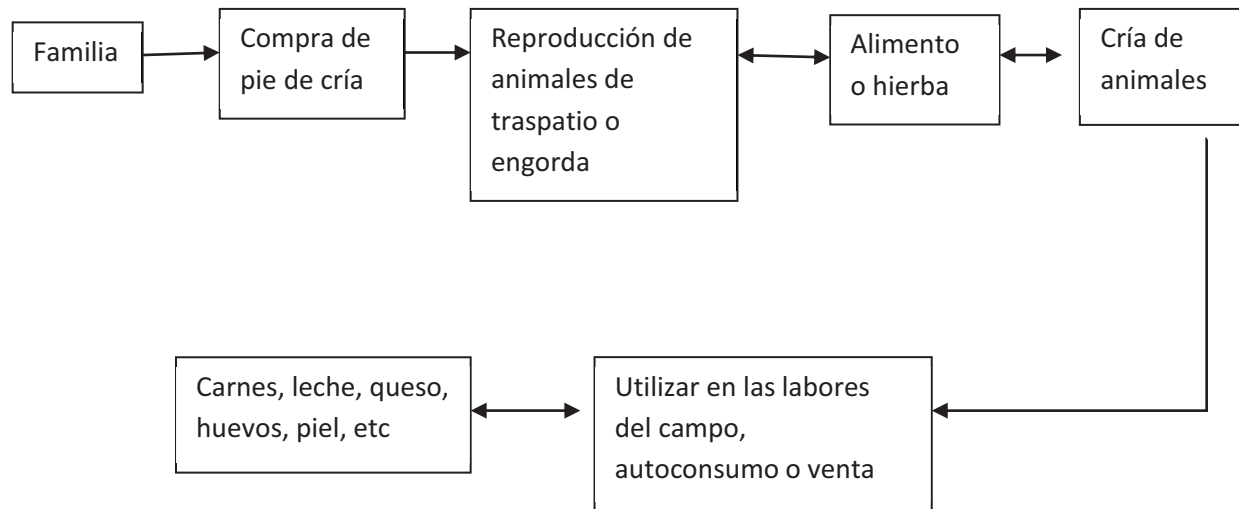 Familia
Compra de
pie de cría
Reproducción de
animales de
traspatio o
engorda
Alimento
o hierba
Cría de
animales
Carnes, leche, queso,
huevos, piel, etc
Utilizar en las labores
del campo,
autoconsumo o venta